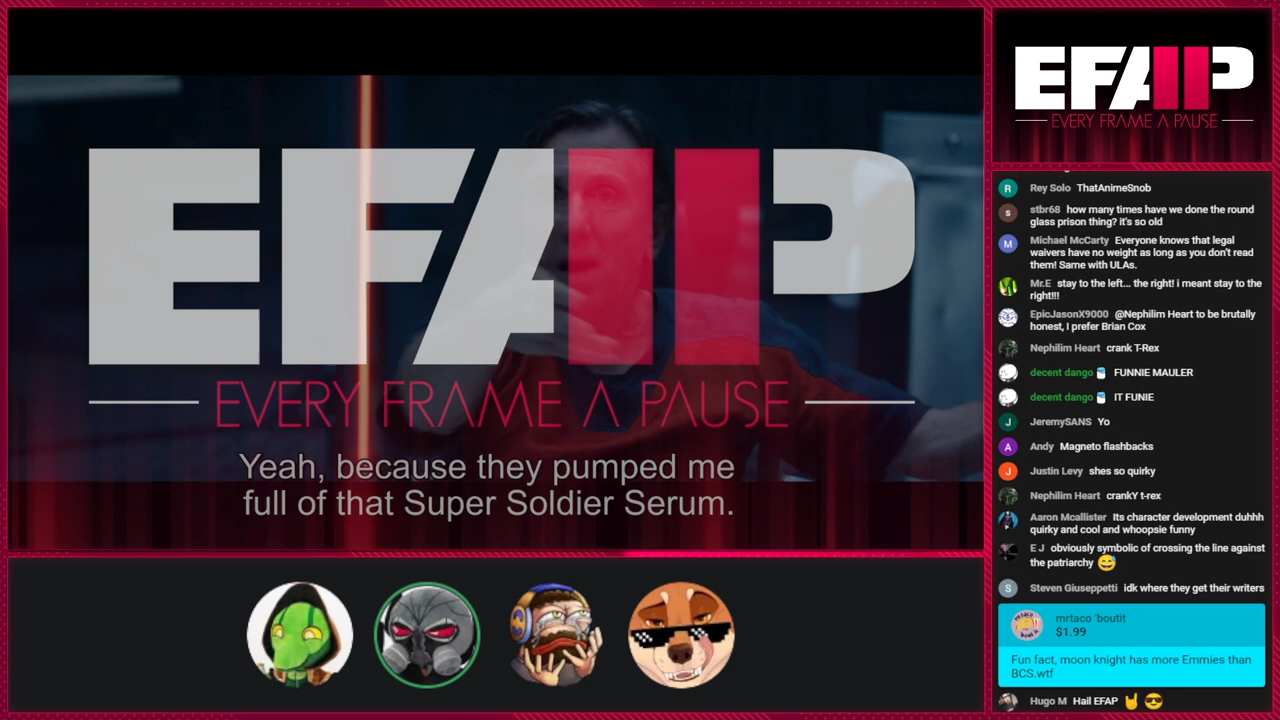 EFAP
EVERY FRAME A PAUSE
Yeah, because they pumped me
full of that Super Soldier Serum.
EFAP
EVERY FRAME A PAUSE
R Rey Solo ThatAnimeSnob
s stbr68 how many times have we done the round
glass prison thing? it's so old
M Michael McCarty Everyone knows that legal
waivers have no weight as long as you don't read
them! Same with ULAs.
Mr.E stay to the left... the right! i meant stay to the
right!!!
EpicJasonX9000 @Nephilim Heart to be brutally
honest, I prefer Brian Cox
Nephilim Heart crank T-Rex
decent dango FUNNIE MAULER
decent dango IT FUNIE
J JeremySANS Yo
A Andy Magneto flashbacks
J Justin Levy shes so quirky
Nephilim Heart crankY t-rex
Aaron Mcallister Its character development duhhh
quirky and cool and whoopsie funny
E J obviously symbolic of crossing the line against
the patriarchy 😅
S Steven Giuseppetti idk where they get their writers
mrtaco 'boutit
$1.99
Fun fact, moon knight has more Emmies than
BCS.wtf
Hugo M Hail EFAP 🤘 😎